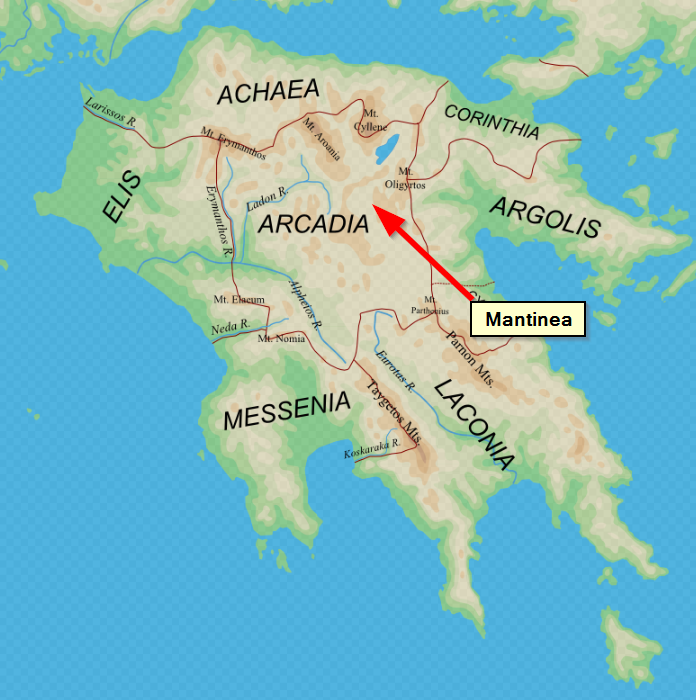 ACHAEA
CORINTHIA
Larissos R.
Mt.
Cyllene
Mt. Erymanthos
Mt. Aroania
Mt.
Oligyrtos
ELIS
Ladon R.
Erymanthos R.
ARCADIA
ARGOLIS
Alpheios R.
Mt. Elaeum
Mt.
Parthenius
Mantinea
Neda R.
Mt. Nomia
Parnon Mts.
Eurotas R.
MESSENIA
Taygetos Mts.
LACONIA
Koskaraka R.